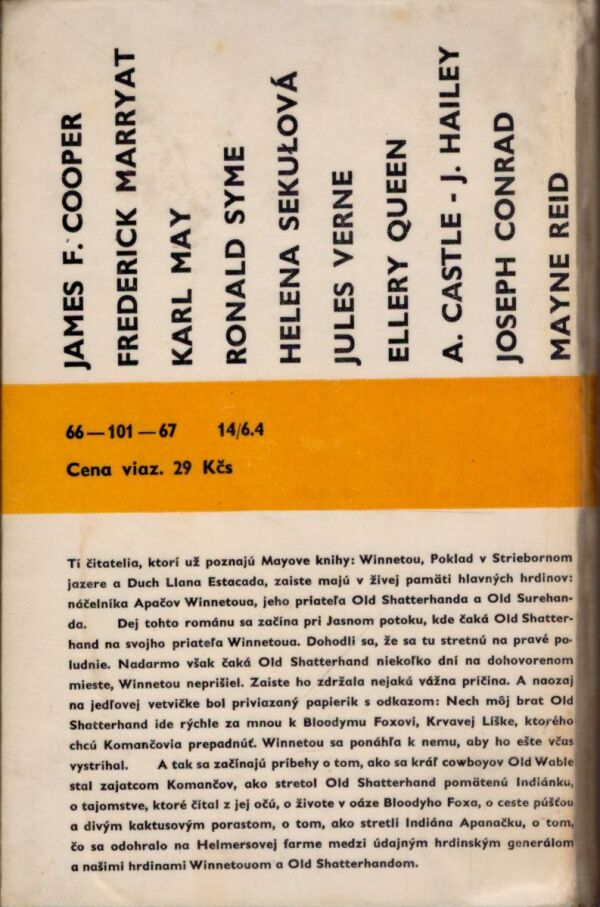 JAMES F. COOPER
FREDERICK MARRYAT
KARL MAY
RONALD SYME
HELENA SEKUŁOVÁ
JULES VERNE
ELLERY QUEEN
A. CASTLE - J. HAILEY
JOSEPH CONRAD
MAYNE REID
66—101—67 14/6.4
Cena viaz. 29 Kčs
Tí čitatelia, ktorí už poznajú Mayove knihy: Winnetou, Poklad v Striebornom
jazere a Duch Llana Estacada, zaiste majú v živej pamäti hlavných hrdinov:
náčelníka Apačov Winnetoua, jeho priateľa Old Shatterhanda a Old Surehan-
da. Dej tohto románu sa začína pri Jasnom potoku, kde čaká Old Shatter-
hand na svojho priateľa Winnetoua. Dohodli sa, že sa tu stretnú na pravé po-
ludnie. Nadarmo však čaká Old Shatterhand niekoľko dní na dohovorenom
mieste, Winnetou neprišiel. Zaiste ho zdržala nejaká vážna príčina. A naozaj
na jedľovej vetvičke bol priviazaný papierik s odkazom: Nech môj brat Old
Shatterhand ide rýchle za mnou k Bloodymu Foxovi, Krvavej Líške, ktorého
chcú Komančovia prepadnúť. Winnetou sa ponáhľa k nemu, aby ho ešte včas
vystríhal. A tak sa začínajú príbehy o tom, ako sa kráľ cowboyov Old Wable
stal zajatcom Komančov, ako stretol Old Shatterhand pomätenú Indiánku,
o tajomstve, ktoré čítal z jej očú, o živote v oáze Bloodyho Foxa, o ceste púšťou
a divým kaktusovým porastom, o tom, ako stretli Indiána Apanačku, o tom,
čo sa odohralo na Helmersovej farme medzi údajným hrdinským generálom
a našimi hrdinami Winnetouom a Old Shatterhandom.